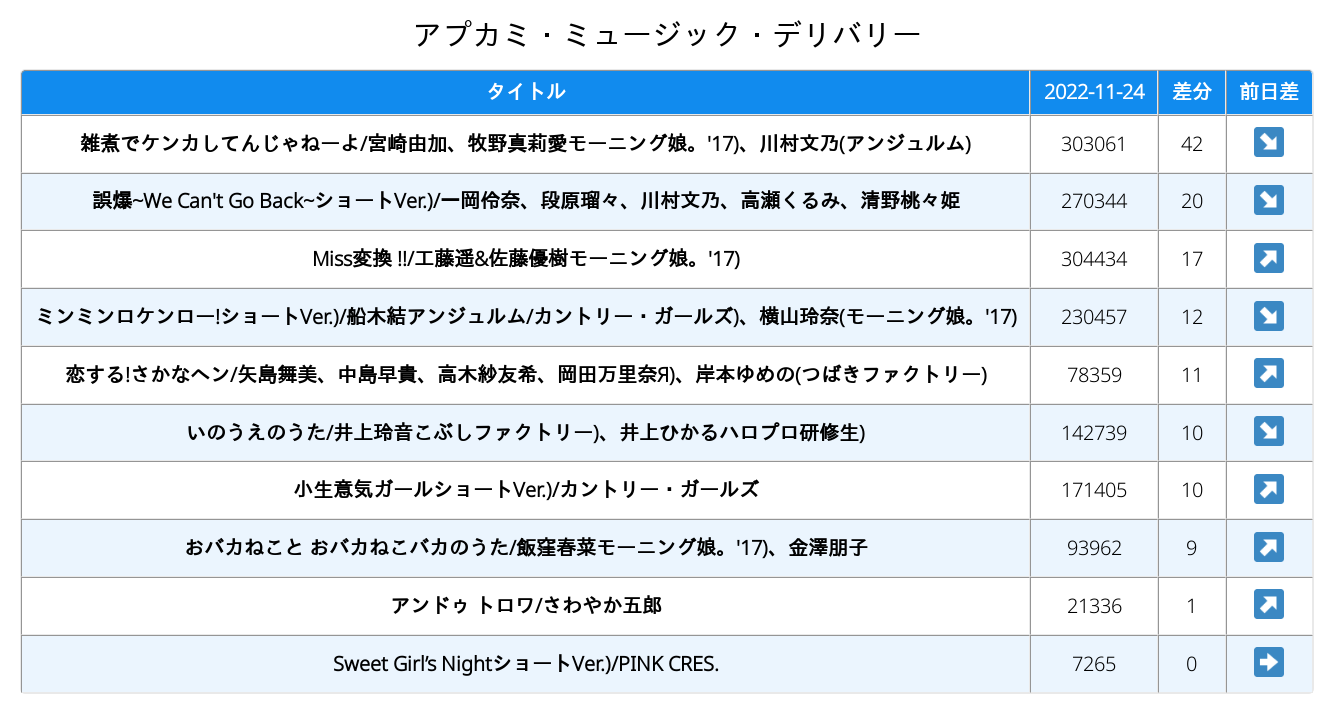 アプカミ・ミュージック・デリバリー
タイトル 2022-11-24 差分 前日差
雑煮でケンカしてんじゃねーよ/宮崎由加、牧野真莉愛モーニング娘。'17)、川村文乃(アンジュルム) 303061 42 ↘
誤爆~We Can't Go Back~ショートVer.)/一岡伶奈、段原瑠々、川村文乃、高瀬くるみ、清野桃々姫 270344 20 ↘
Miss変換 !!/工藤遥&佐藤優樹モーニング娘。'17) 304434 17 ↗
ミンミンロケンロー!ショートVer.)/船木結アンジュルム/カントリー・ガールズ)、横山玲奈(モーニング娘。'17) 230457 12 ↘
恋する!さかなヘン/矢島舞美、中島早貴、高木紗友希、岡田万里奈Я)、岸本ゆめの(つばきファクトリー) 78359 11 ↗
いのうえのうた/井上玲音こぶしファクトリー)、井上ひかるハロプロ研修生) 142739 10 ↘
小生意気ガールショートVer.)/カントリー・ガールズ 171405 10 ↗
おバカねこと おバカねこバカのうた/飯窪春菜モーニング娘。'17)、金澤朋子 93962 9 ↗
アンドゥ トロワ/さわやか五郎 21336 1 ↗
Sweet Girl’s NightショートVer.)/PINK CRES. 7265 0 →